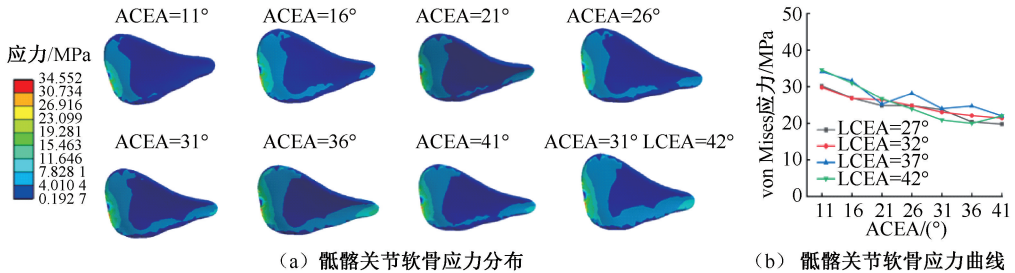 ACEA=11° ACEA=16° ACEA=21° ACEA=26°
应力/MPa
34.552
30.734
26.916
23.099
19.281
15.463
11.646
7.828 1
4.010 4
0.192 7
ACEA=31° ACEA=36° ACEA=41° ACEA=31° LCEA=42°
（a）骶髂关节软骨应力分布
von Mises应力/MPa
50
40
30
20
10
0
LCEA=27°
LCEA=32°
LCEA=37°
LCEA=42°
11 16 21 26 31 36 41
ACEA/(°)
（b） 骶髂关节软骨应力曲线